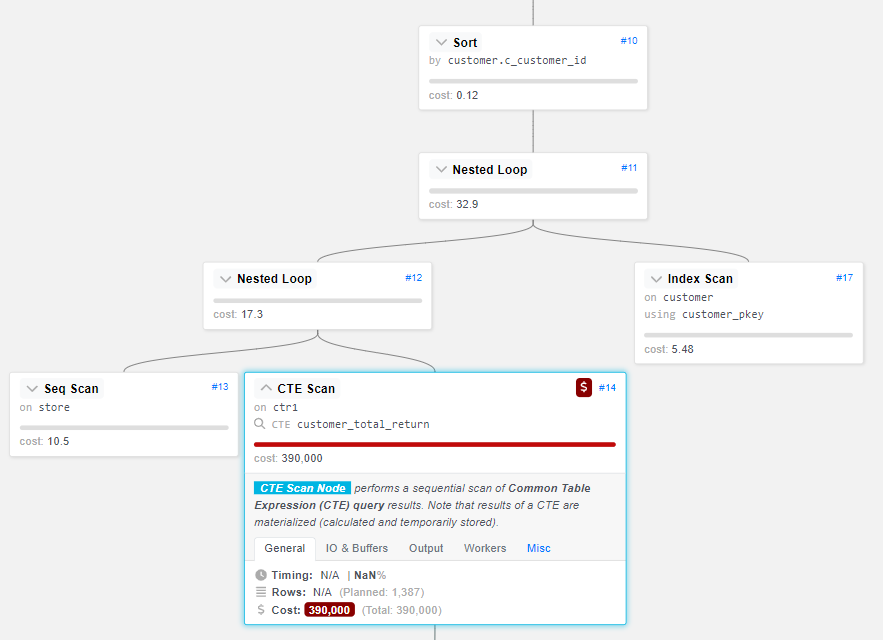 Sort #10
by customer.c_customer_id
cost: 0.12
Nested Loop #11
cost: 32.9
Nested Loop #12
cost: 17.3
Index Scan #17
on customer
using customer_pkey
cost: 5.48
Seq Scan #13
on store
cost: 10.5
CTE Scan $ #14
on ctr1
CTE customer_total_return
cost: 390,000
CTE Scan Node performs a sequential scan of Common Table
Expression (CTE) query results. Note that results of a CTE are
materialized (calculated and temporarily stored).
General IO & Buffers Output Workers Misc
Timing: N/A | NaN%
Rows: N/A (Planned: 1,387)
$ Cost: 390,000 (Total: 390,000)